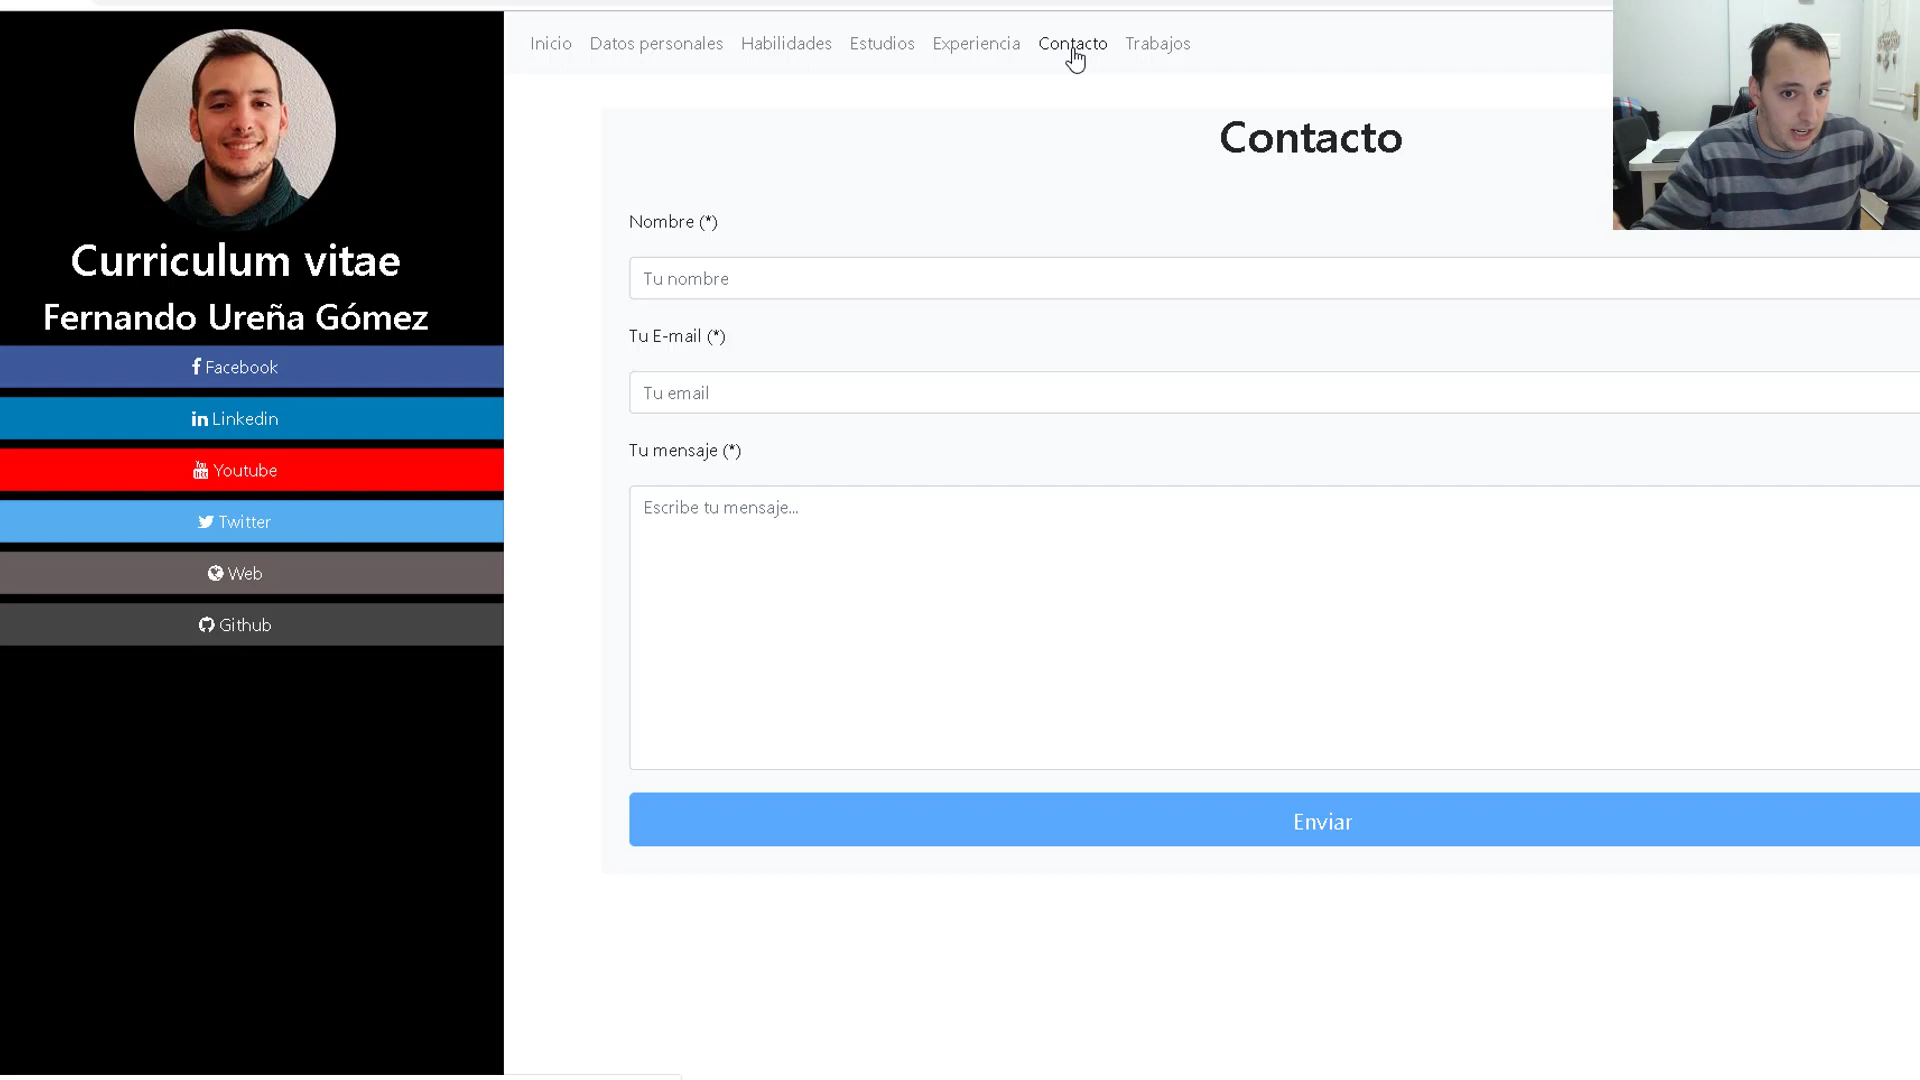 Curriculum vitae
Fernando Ureña Gómez
Facebook
Linkedin
Youtube
Twitter
Web
Github
Inicio Datos personales Habilidades Estudios Experiencia Contacto Trabajos
Contacto
Nombre (*)
Tu nombre
Tu E-mail (*)
Tu email
Tu mensaje (*)
Escribe tu mensaje...
Enviar